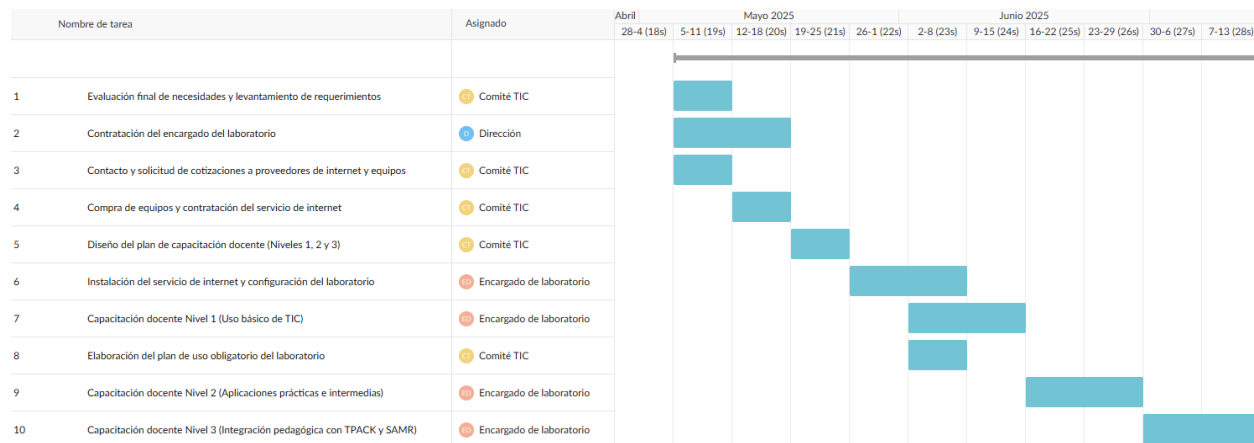 Nombre de tarea Asignado Abril Mayo 2025 Junio 2025
28-4 (18s) 5-11 (19s) 12-18 (20s) 19-25 (21s) 26-1 (22s) 2-8 (23s) 9-15 (24s) 16-22 (25s) 23-29 (26s) 30-6 (27s) 7-13 (28s)
1 Evaluación final de necesidades y levantamiento de requerimientos CT Comité TIC
2 Contratación del encargado del laboratorio D Dirección
3 Contacto y solicitud de cotizaciones a proveedores de internet y equipos CT Comité TIC
4 Compra de equipos y contratación del servicio de internet CT Comité TIC
5 Diseño del plan de capacitación docente (Niveles 1, 2 y 3) CT Comité TIC
6 Instalación del servicio de internet y configuración del laboratorio ED Encargado de laboratorio
7 Capacitación docente Nivel 1 (Uso básico de TIC) ED Encargado de laboratorio
8 Elaboración del plan de uso obligatorio del laboratorio CT Comité TIC
9 Capacitación docente Nivel 2 (Aplicaciones prácticas e intermedias) ED Encargado de laboratorio
10 Capacitación docente Nivel 3 (Integración pedagógica con TPACK y SAMR) ED Encargado de laboratorio